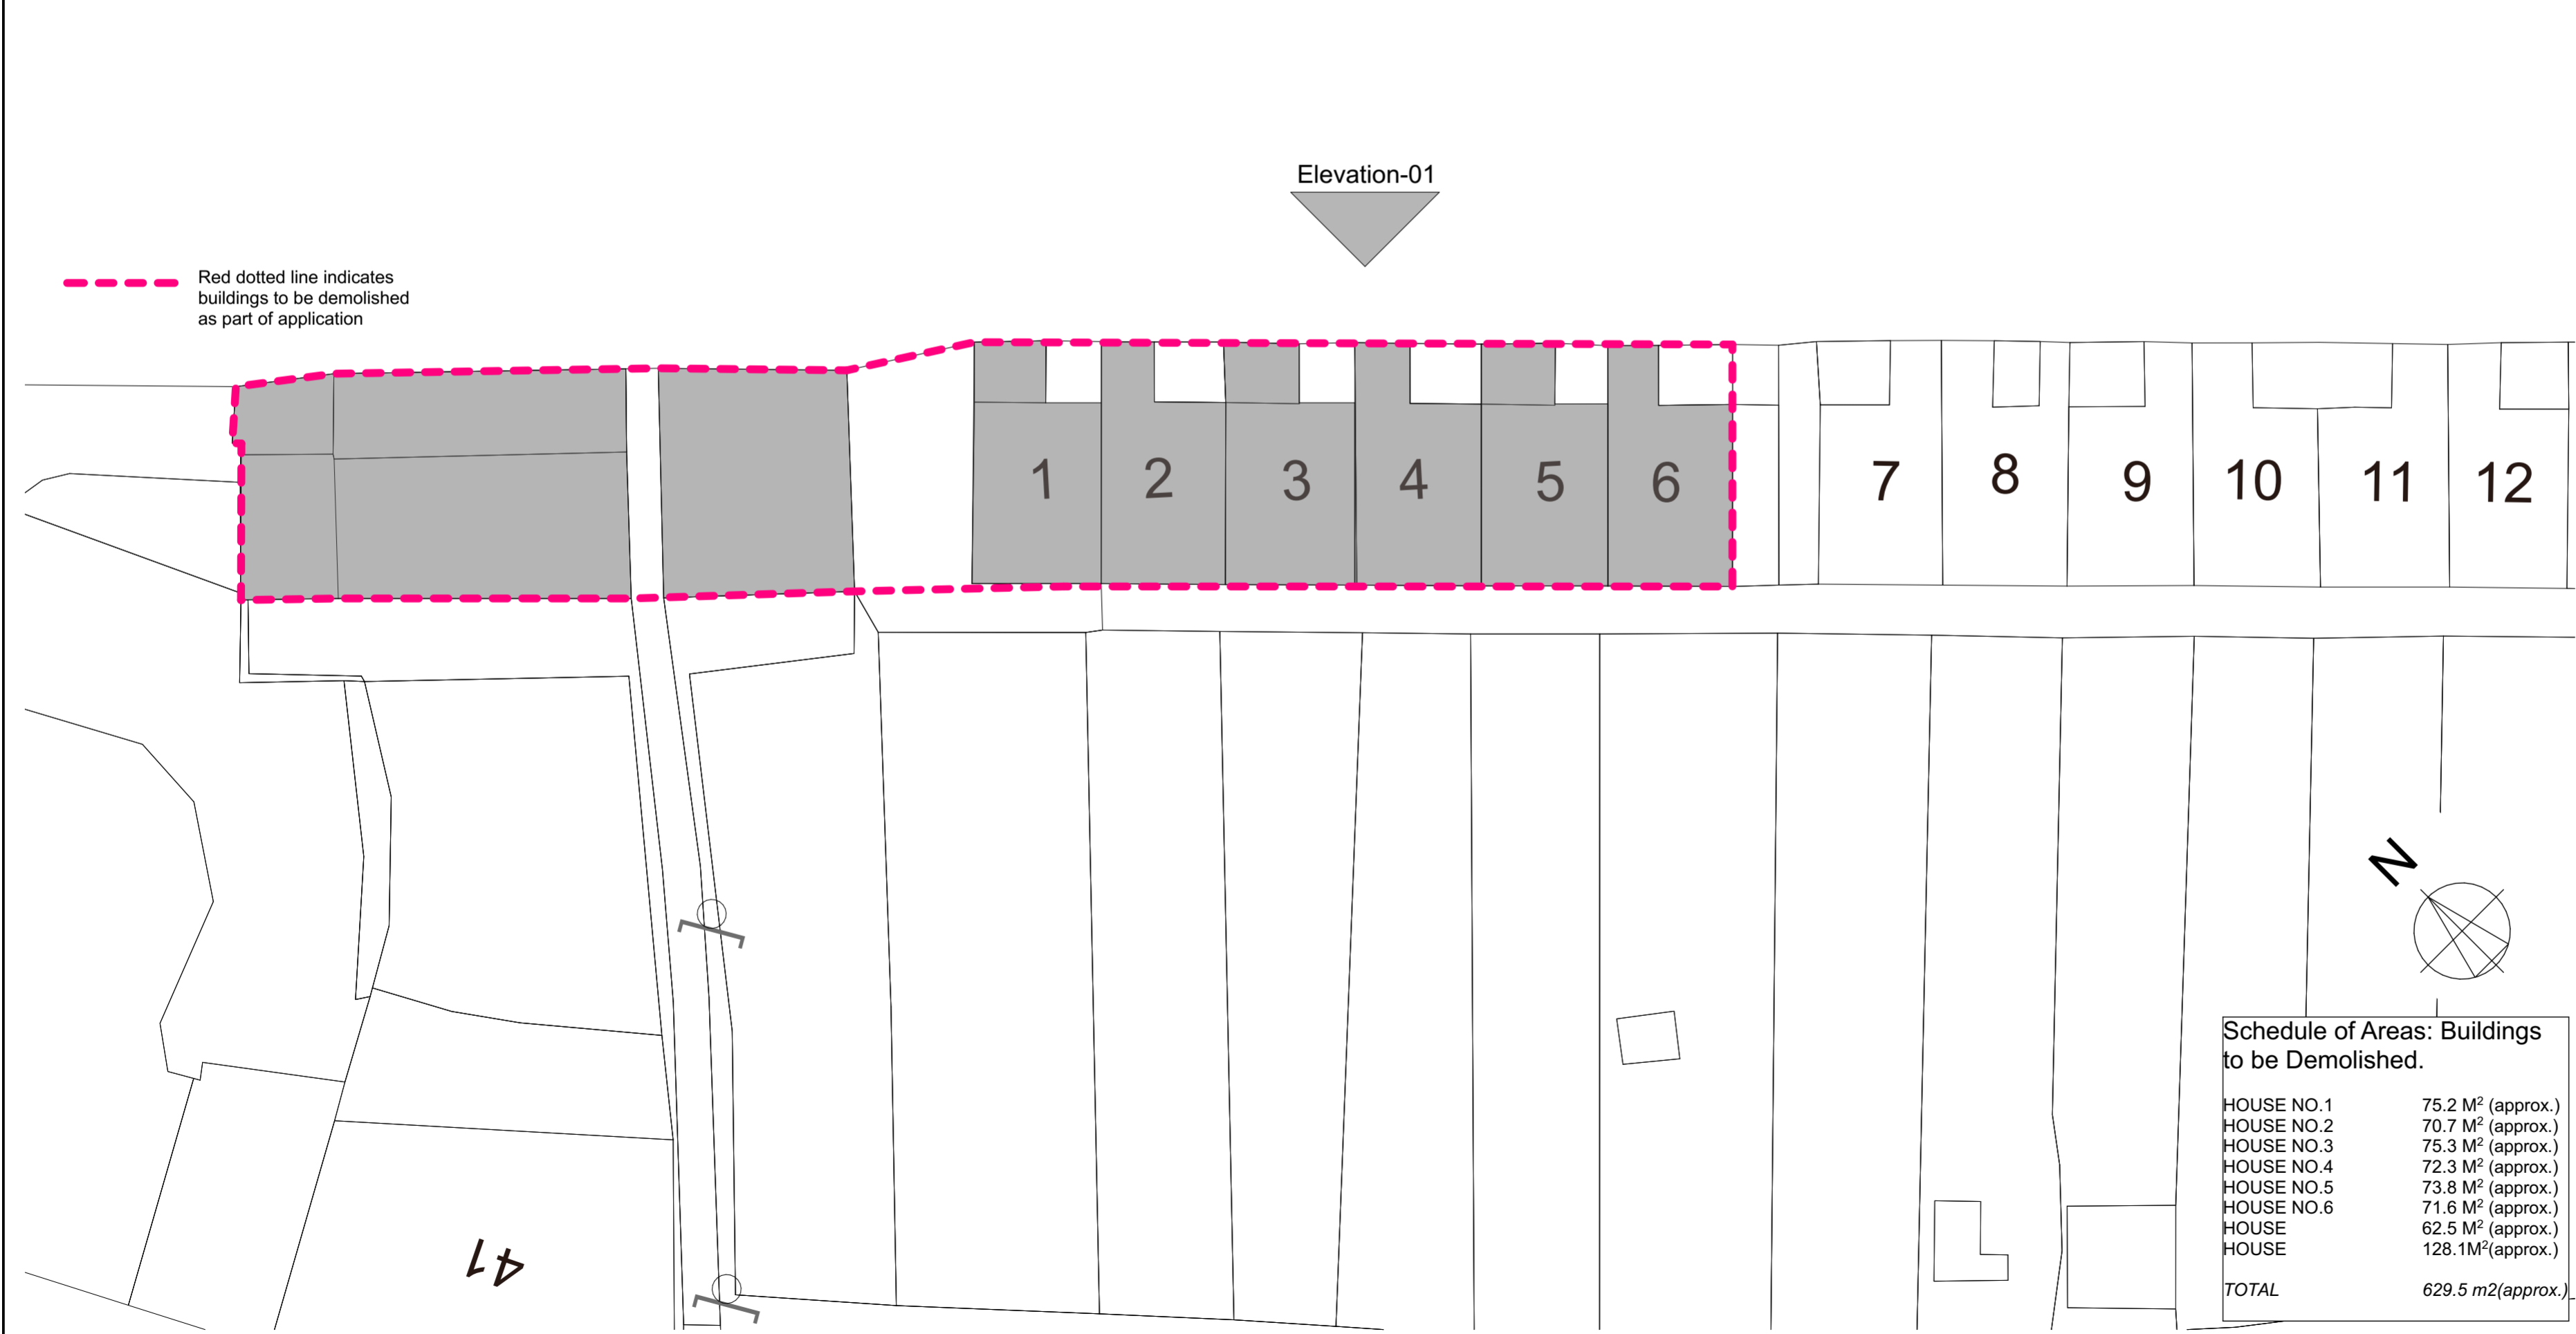 Elevation-01
Red dotted line indicates
buildings to be demolished
as part of application
1 2 3 4 5 6 7 8 9 10 11 12
N
41
Schedule of Areas: Buildings
to be Demolished.
HOUSE NO.1 75.2 M² (approx.)
HOUSE NO.2 70.7 M² (approx.)
HOUSE NO.3 75.3 M² (approx.)
HOUSE NO.4 72.3 M² (approx.)
HOUSE NO.5 73.8 M² (approx.)
HOUSE NO.6 71.6 M² (approx.)
HOUSE 62.5 M² (approx.)
HOUSE 128.1M²(approx.)
TOTAL 629.5 m2(approx.)